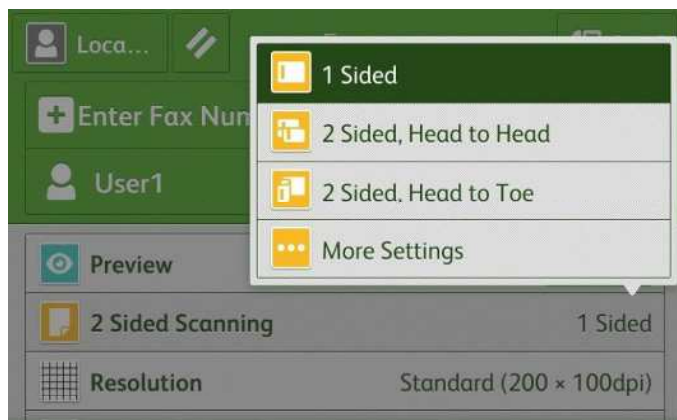 Loca...
1 Sided
Enter Fax Num
2 Sided, Head to Head
User1
2 Sided, Head to Toe
More Settings
Preview
2 Sided Scanning 1 Sided
Resolution Standard (200 × 100dpi)